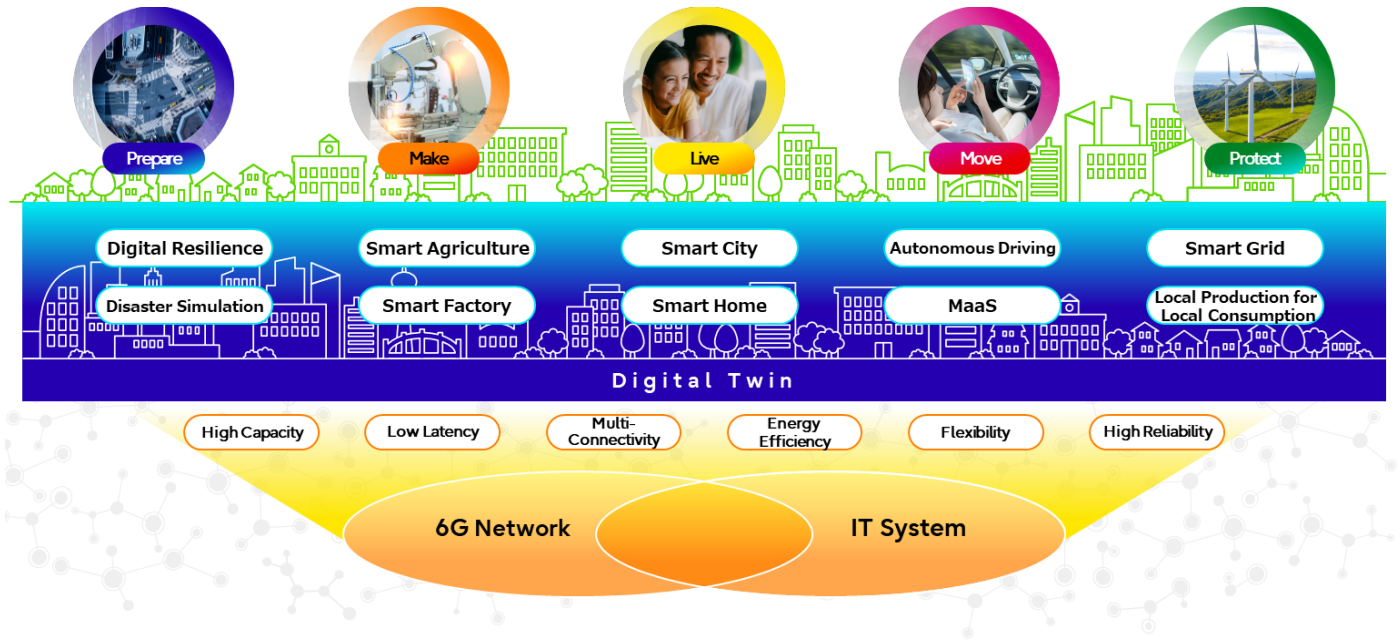 Prepare
Make
Live
Move
Protect
Digital Resilience
Smart Agriculture
Smart City
Autonomous Driving
Smart Grid
Disaster Simulation
Smart Factory
Smart Home
MaaS
Local Production for
Local Consumption
Digital Twin
High Capacity
Low Latency
Multi-
Connectivity
Energy
Efficiency
Flexibility
High Reliability
6G Network
IT System